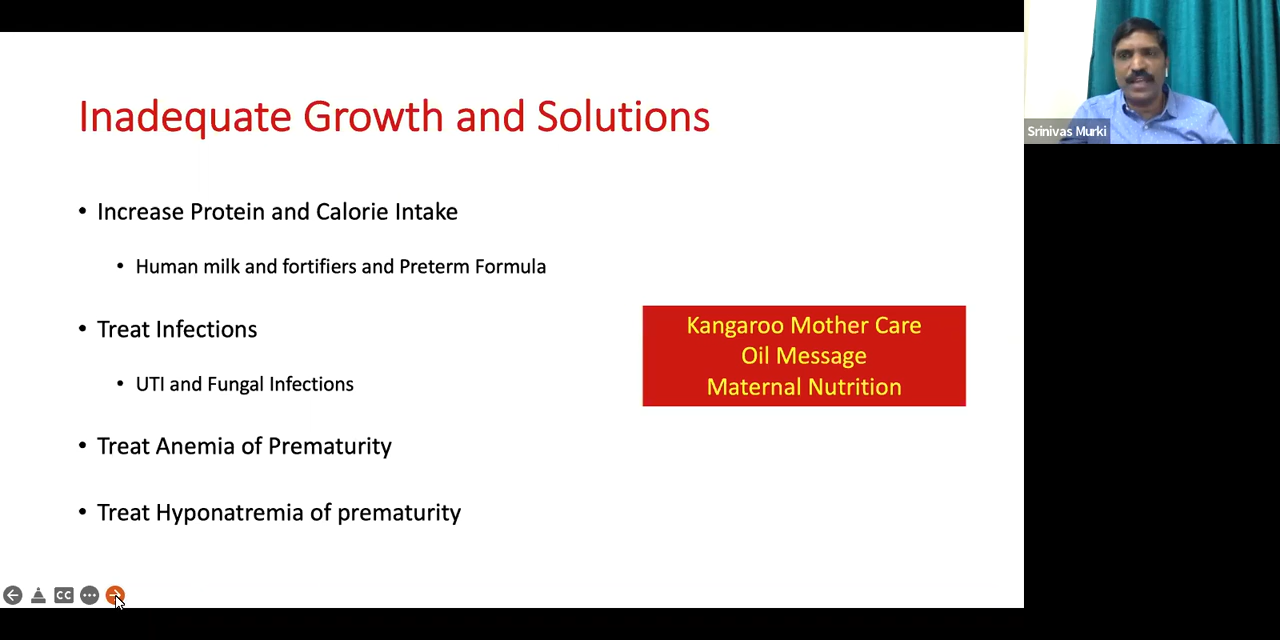 Inadequate Growth and Solutions
• Increase Protein and Calorie Intake
• Human milk and fortifiers and Preterm Formula
• Treat Infections
• UTI and Fungal Infections
• Treat Anemia of Prematurity
• Treat Hyponatremia of prematurity
Kangaroo Mother Care
Oil Message
Maternal Nutrition
Srinivas Murki
CC